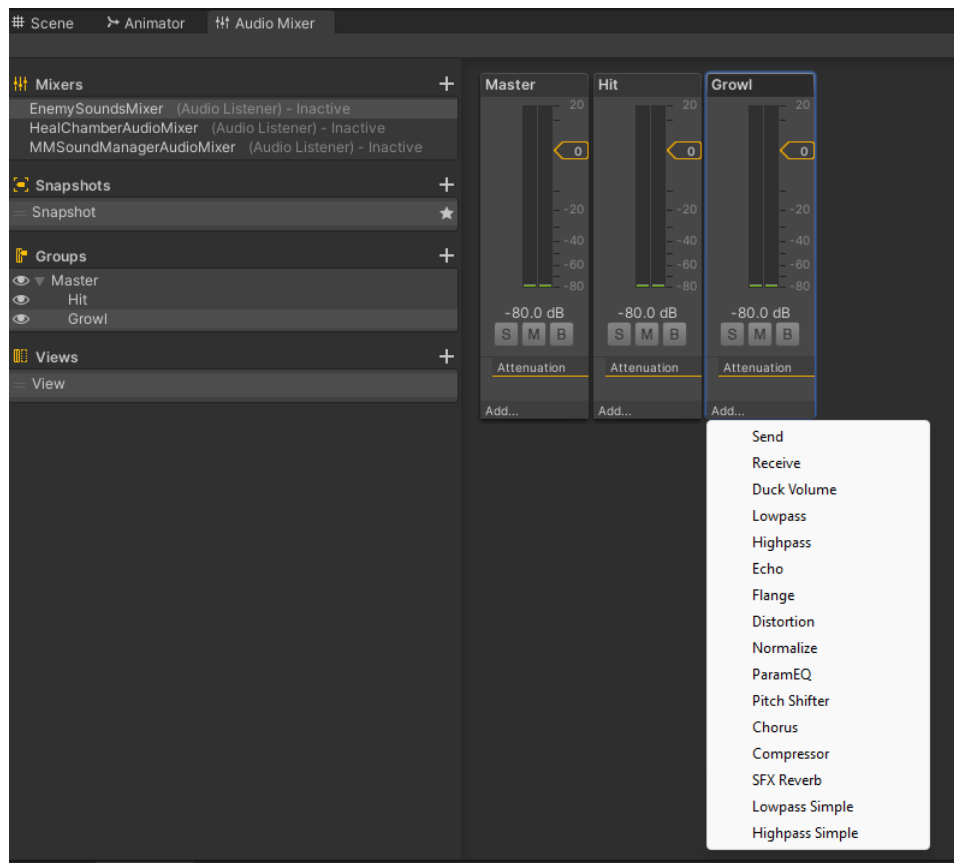 Scene Animator Audio Mixer
Mixers
EnemySoundsMixer (Audio Listener) - Inactive
HealChamberAudioMixer (Audio Listener) - Inactive
MMSoundManagerAudioMixer (Audio Listener) - Inactive
Snapshots
Snapshot
Groups
Master
Hit
Growl
Views
View
Master
20
0
-20
-40
-60
-80
-80.0 dB
S M B
Attenuation
Add...
Hit
20
0
-20
-40
-60
-80
-80.0 dB
S M B
Attenuation
Add...
Growl
20
0
-20
-40
-60
-80
-80.0 dB
S M B
Attenuation
Add...
Send
Receive
Duck Volume
Lowpass
Highpass
Echo
Flange
Distortion
Normalize
ParamEQ
Pitch Shifter
Chorus
Compressor
SFX Reverb
Lowpass Simple
Highpass Simple